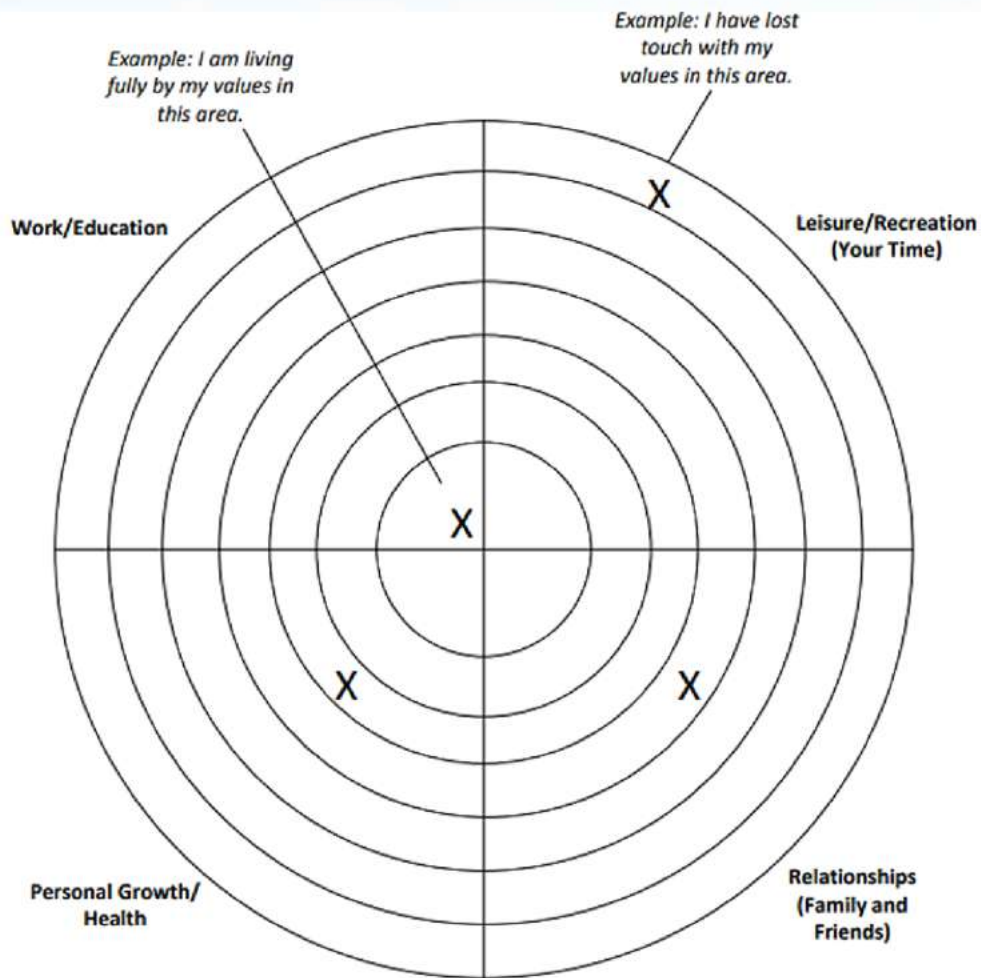 Example: I have lost
touch with my
values in this area.
Example: I am living
fully by my values in
this area.
Work/Education
X
Leisure/Recreation
(Your Time)
X
X
X
Personal Growth/
Health
Relationships
(Family and
Friends)